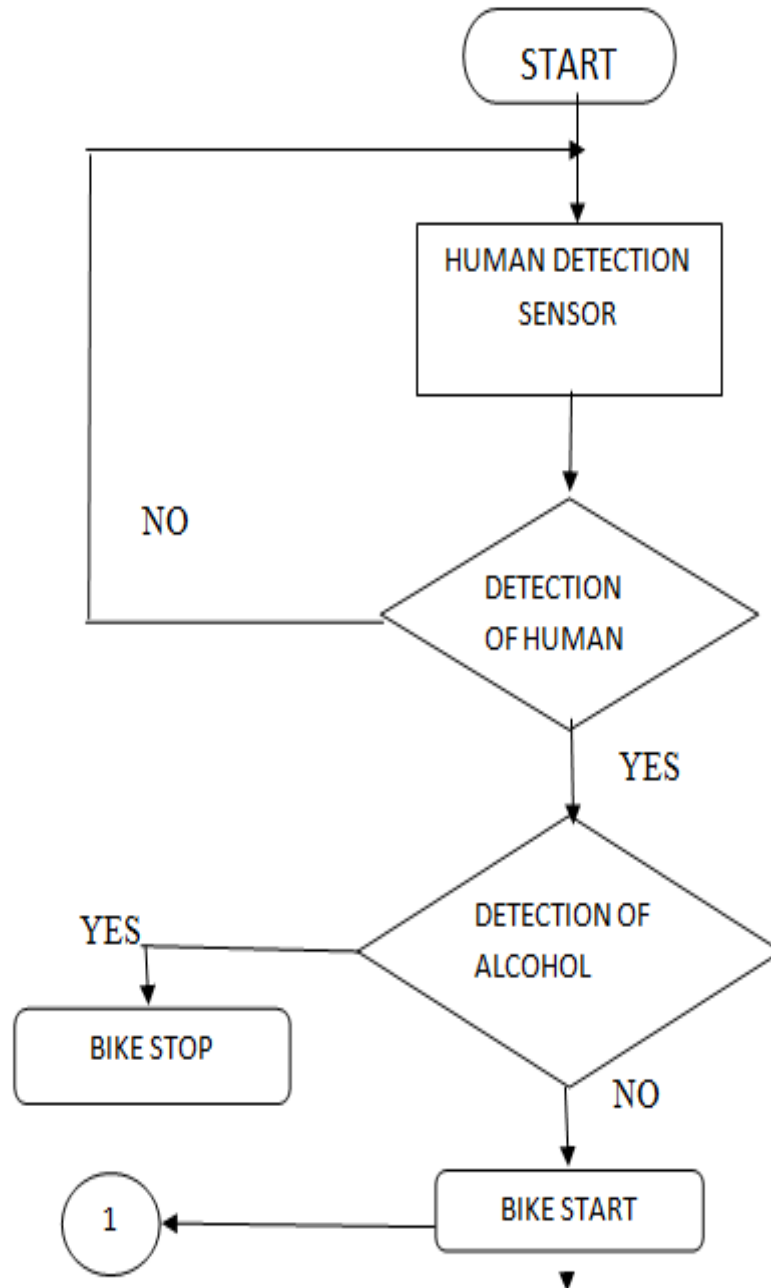 START
HUMAN DETECTION
SENSOR
NO
DETECTION
OF HUMAN
YES
DETECTION OF
ALCOHOL
YES
BIKE STOP
NO
BIKE START
1